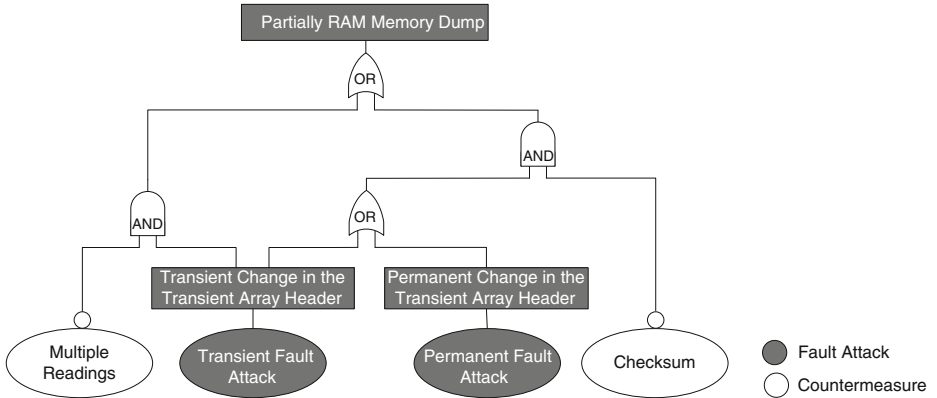 Partially RAM Memory Dump
OR
AND
AND
OR
Transient Change in the
Transient Array Header
Permanent Change in the
Transient Array Header
Multiple
Readings
Transient Fault
Attack
Permanent Fault
Attack
Checksum
Fault Attack
Countermeasure